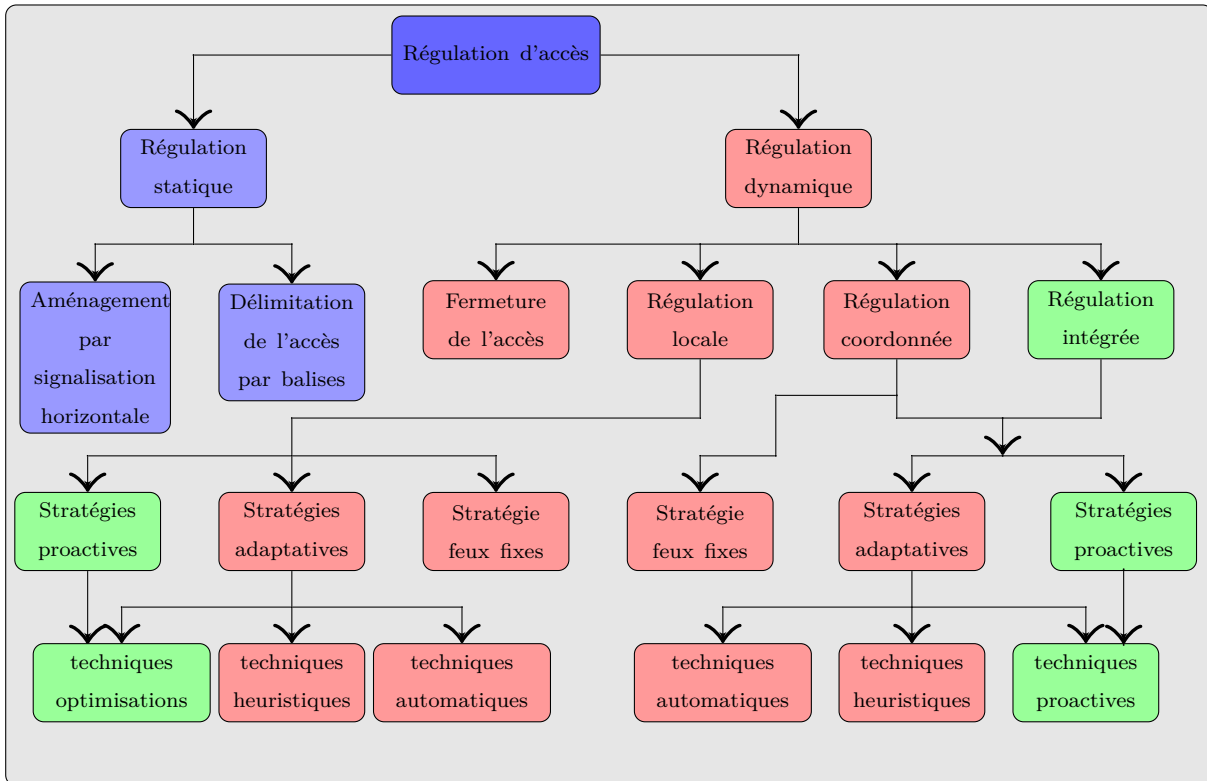 Régulation d'accès
Régulation
statique
Régulation
dynamique
Aménagement
par
signalisation
horizontale
Délimitation
de l'accès
par balises
Fermeture
de l'accès
Régulation
locale
Régulation
coordonnée
Régulation
intégrée
Stratégies
proactives
Stratégies
adaptatives
Stratégie
feux fixes
Stratégie
feux fixes
Stratégies
adaptatives
Stratégies
proactives
techniques
optimisations
techniques
heuristiques
techniques
automatiques
techniques
automatiques
techniques
heuristiques
techniques
proactives